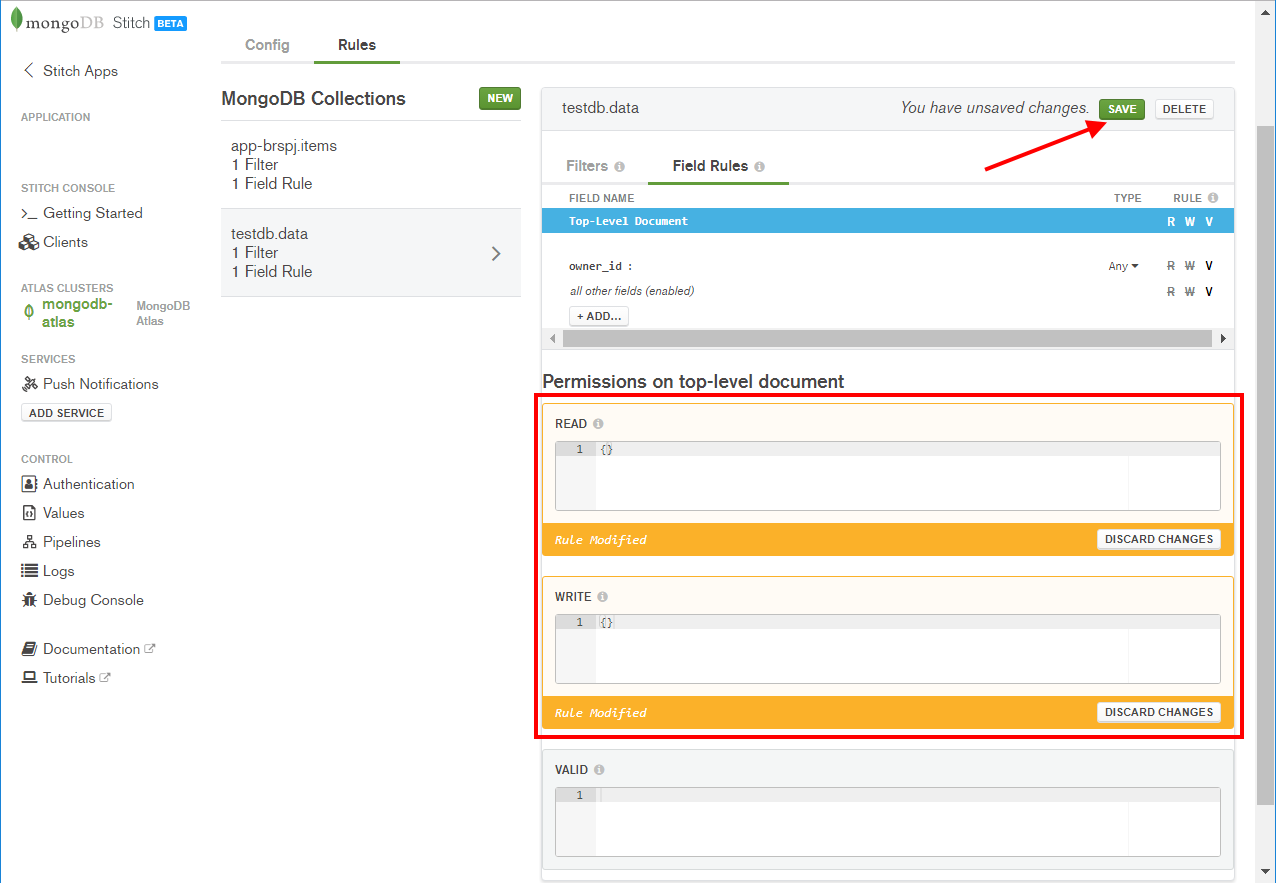 mongoDB Stitch BETA
Stitch Apps
APPLICATION
STITCH CONSOLE
>_ Getting Started
Clients
ATLAS CLUSTERS
mongodb-
atlas
MongoDB
Atlas
SERVICES
Push Notifications
ADD SERVICE
CONTROL
Authentication
Values
Pipelines
Logs
Debug Console
Documentation
Tutorials
Config Rules
MongoDB Collections NEW
app-brspj.items
1 Filter
1 Field Rule
testdb.data
1 Filter
1 Field Rule
testdb.data You have unsaved changes. SAVE DELETE
Filters Field Rules
FIELD NAME TYPE RULE
Top-Level Document R W V
owner_id : Any R W V
all other fields (enabled) R W V
+ ADD...
Permissions on top-level document
READ
1 {}
Rule Modified DISCARD CHANGES
WRITE
1 {}
Rule Modified DISCARD CHANGES
VALID
1